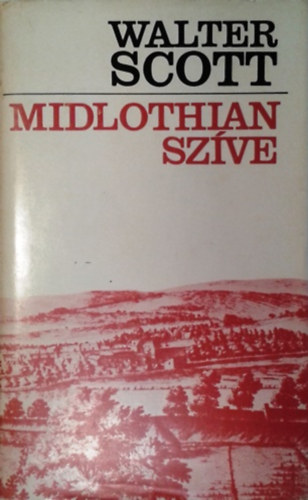 WALTER
SCOTT
MIDLOTHIAN
SZÍVE